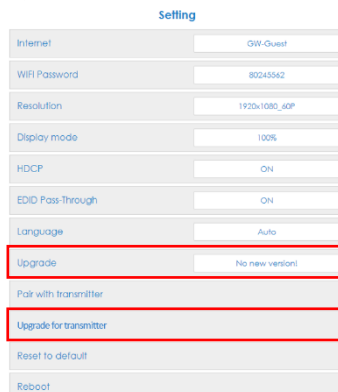 Setting
Internet GW-Guest
WIFI Password 80245562
Resolution 1920x1080_60P
Display mode 100%
HDCP ON
EDID Pass-Through ON
Language Auto
Upgrade No new version!
Pair with transmitter
Upgrade for transmitter
Reset to default
Reboot